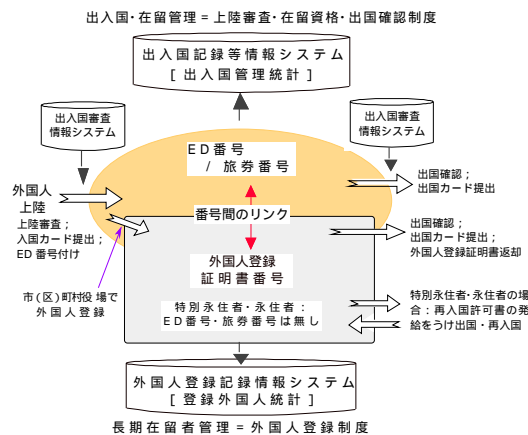 出入国・在留管理 = 上陸審査・在留資格・出国確認制度
出入国記録等情報システム
[ 出入国管理統計 ]
出入国審査
情報システム
出入国審査
情報システム
ED番号
/ 旅券番号
外国人
上陸
上陸審査；
入国カード提出；
ED 番号付け
出国確認；
出国カード提出
番号間のリンク
出国確認；
出国カード提出；
外国人登録証明書返却
外国人登録
証明書番号
市(区)町村役場で
外国人登録
特別永住者・永住者：
ED番号・旅券番号は無し
特別永住者・永住者の場
合：再入国許可書の発
給をうけ出国・再入国
外国人登録記録情報システム
[ 登録外国人統計 ]
長期在留者管理 = 外国人登録制度